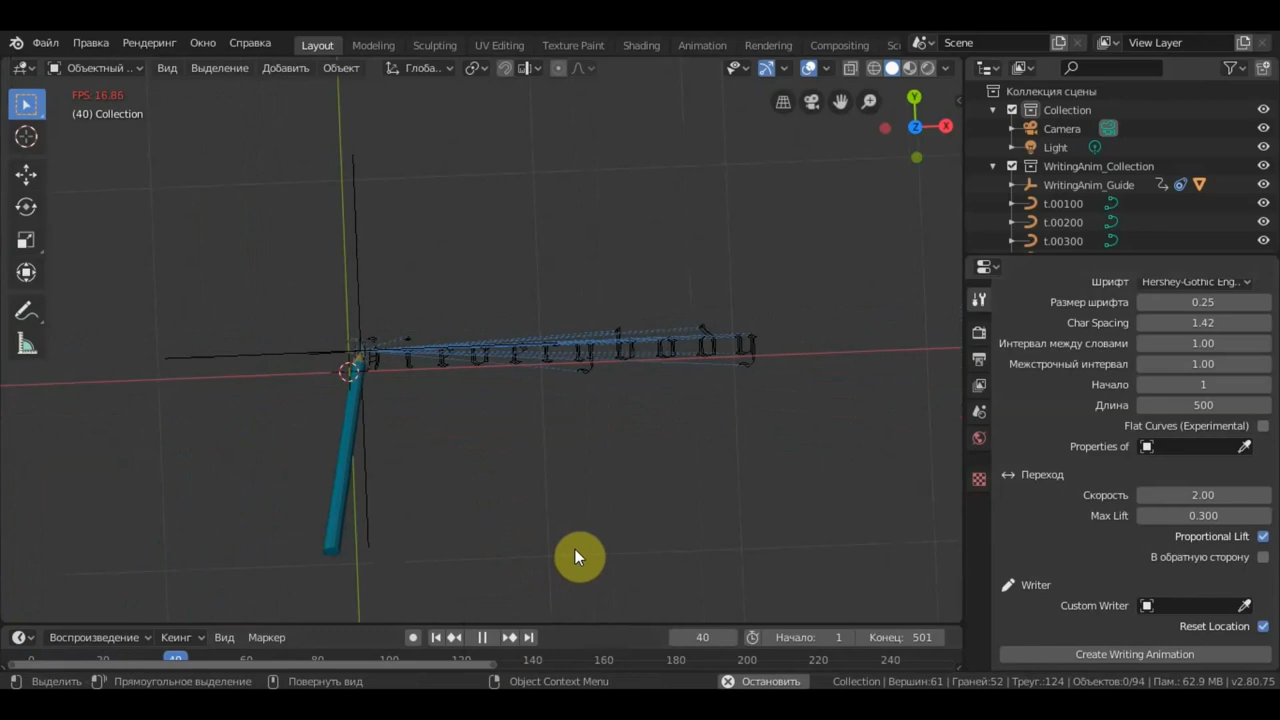 Файл Правка Рендеринг Окно Справка Layout Modeling Sculpting UV Editing Texture Paint Shading Animation Rendering Compositing Sc Scene View Layer
Объектный .. Вид Выделение Добавить Объект Глоба..
FPS 16.86
(40) Collection
Y
Z
X
Коллекция сцены
Collection
Camera
Light
WritingAnim_Collection
WritingAnim_Guide
t.00100
t.00200
t.00300
Шрифт Hershey-Gothic Eng..
Размер шрифта 0.25
Char Spacing 1.42
Интервал между словами 1.00
Межстрочный интервал 1.00
Начало 1
Длина 500
Flat Curves (Experimental)
Properties of
Переход
Скорость 2.00
Max Lift 0.300
Proportional Lift
В обратную сторону
Writer
Custom Writer
Reset Location
Create Writing Animation
Воспроизведение Кеинг Вид Маркер 40 Начало: 1 Конец: 501
0 20 40 60 80 100 120 140 160 180 200 220 240
Выделить Прямоугольное выделение Повернуть вид Object Context Menu Остановить Collection | Вершин:61 | Граней:52 | Треуг.:124 | Объектов:0/94 | Пам.: 62.9 MB | v2.80.75